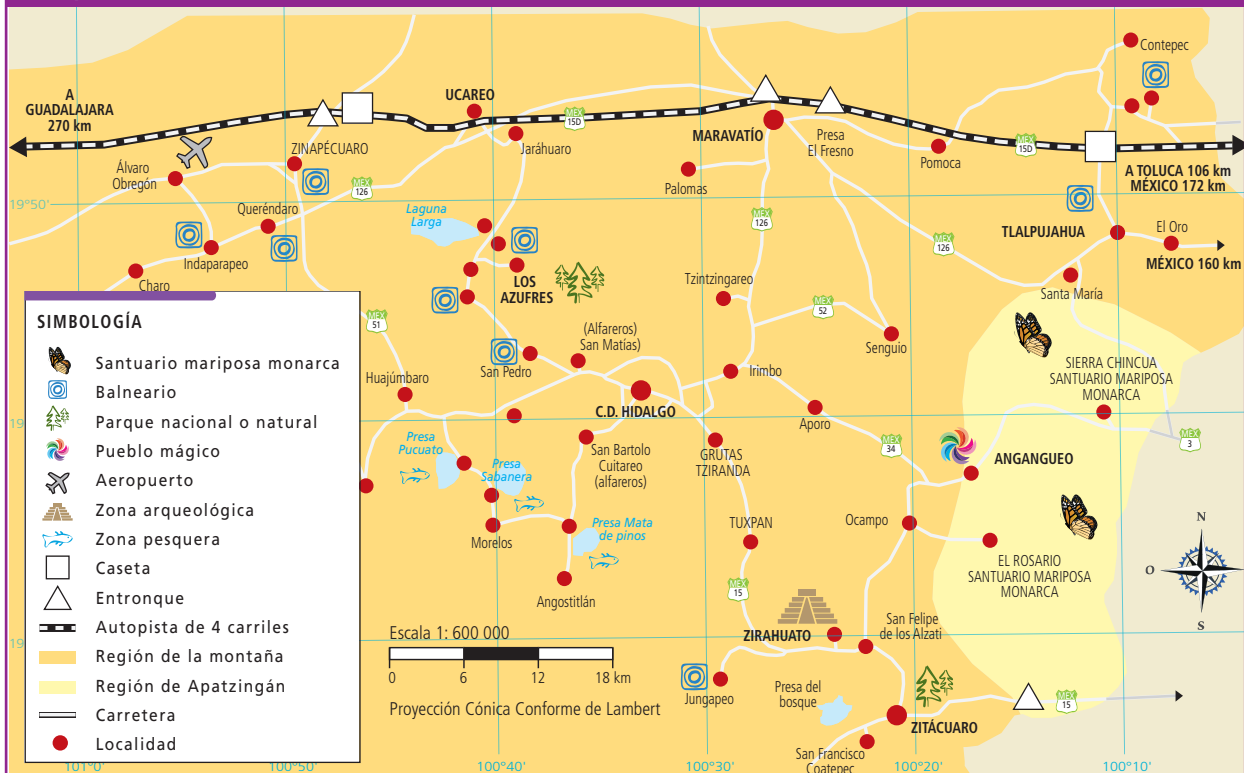 A
GUADALAJARA
270 km
Álvaro
Obregón
ZINAPÉCUARO
UCAREO
Jaráhuaro
MEX
15D
MARAVATÍO
Presa
El Fresno
Pomoca
MEX
15D
Contepec
A TOLUCA 106 km
MÉXICO 172 km
Palomas
MEX
126
19°50'
Queréndaro
Indaparapeo
Charo
Laguna
Larga
LOS
AZUFRES
MEX
126
MEX
126
TLALPUJAHUA
El Oro
MÉXICO 160 km
Santa María
Tzintzingareo
MEX
52
Senguio
MEX
51
(Alfareros)
San Matías)
San Pedro
Huajúmbaro
C.D. HIDALGO
Irimbo
Aporo
SIERRA CHINCUA
SANTUARIO MARIPOSA
MONARCA
19
MEX
3
MEX
34
ANGANGUEO
San Bartolo
Cuitareo
(alfareros)
GRUTAS
TZIRANDA
Presa
Pucuato
Presa
Sabanera
Morelos
Presa Mata
de pinos
Angostitlán
TUXPAN
Ocampo
EL ROSARIO
SANTUARIO MARIPOSA
MONARCA
N
O
S
MEX
15
19
ZIRAHUATO
San Felipe
de los Alzati
Jungapeo
Presa del
bosque
ZITÁCUARO
MEX
15
San Francisco
Coatepec
Escala 1: 600 000
0 6 12 18 km
Proyección Cónica Conforme de Lambert
SIMBOLOGÍA
Santuario mariposa monarca
Balneario
Parque nacional o natural
Pueblo mágico
Aeropuerto
Zona arqueológica
Zona pesquera
Caseta
Entronque
Autopista de 4 carriles
Región de la montaña
Región de Apatzingán
Carretera
Localidad
101°0' 100°50' 100°40' 100°30' 100°20' 100°10'